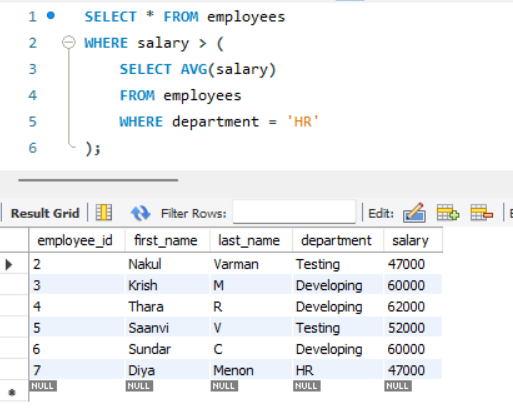 1 SELECT * FROM employees
2 WHERE salary > (
3 SELECT AVG(salary)
4 FROM employees
5 WHERE department = 'HR'
6 );
Result Grid Filter Rows: Edit:
employee_id first_name last_name department salary
2 Nakul Varman Testing 47000
3 Krish M Developing 60000
4 Thara R Developing 62000
5 Saanvi V Testing 52000
6 Sundar C Developing 60000
7 Diya Menon HR 47000
NULL NULL NULL NULL NULL